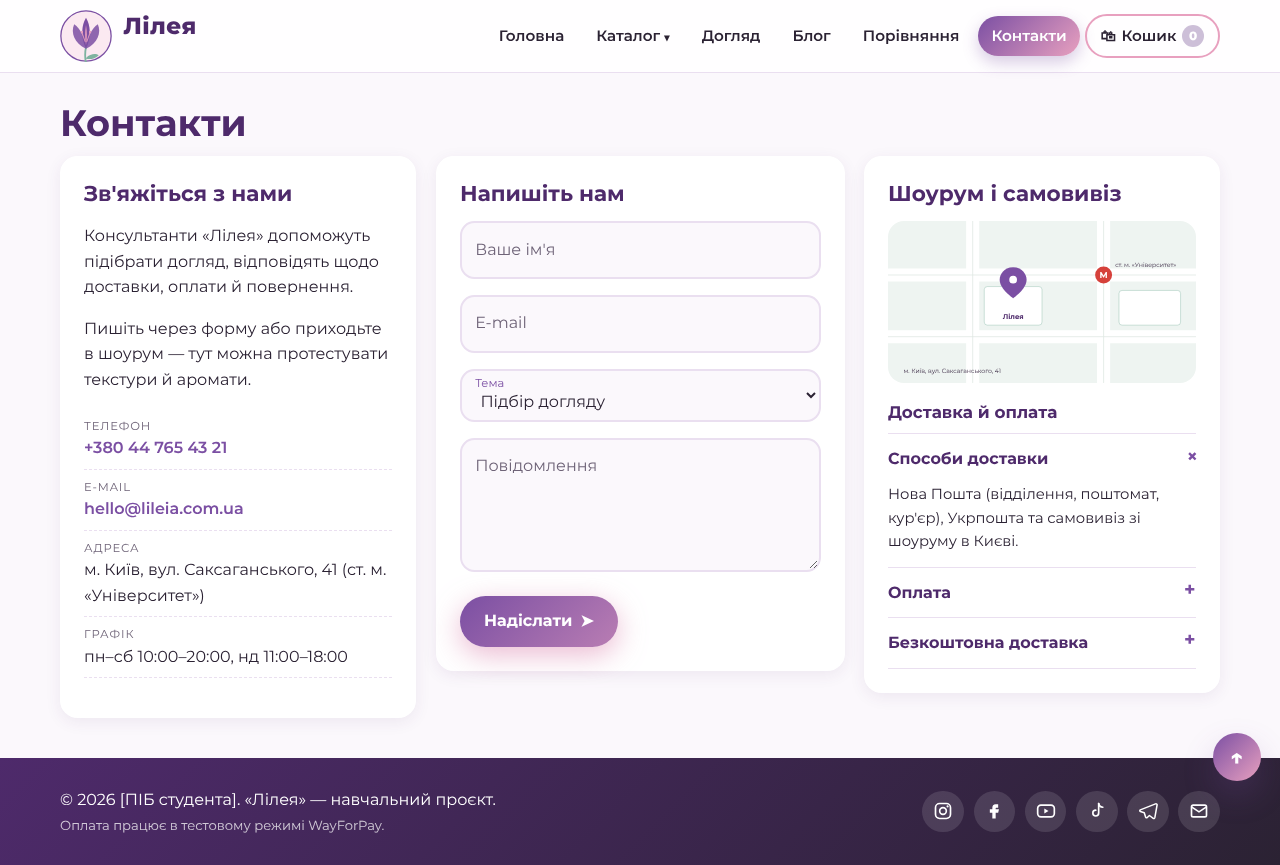 Лілея
Головна
Каталог ▾
Догляд
Блог
Порівняння
Контакти
🛍 Кошик 0
Контакти
Зв'яжіться з нами
Консультанти «Лілея» допоможуть
підібрати догляд, відповідять щодо
доставки, оплати й повернення.
Пишіть через форму або приходьте
в шоурум — тут можна протестувати
текстури й аромати.
ТЕЛЕФОН
+380 44 765 43 21
E-MAIL
hello@lileia.com.ua
АДРЕСА
м. Київ, вул. Саксаганського, 41 (ст. м.
«Університет»)
ГРАФІК
пн–сб 10:00–20:00, нд 11:00–18:00
Напишіть нам
Ваше ім'я
E-mail
Тема
Підбір догляду
Повідомлення
Надіслати ➤
Шоурум і самовивіз
ст. м. «Університет»
М
Лілея
м. Київ, вул. Саксаганського, 41
Доставка й оплата
Способи доставки
Нова Пошта (відділення, поштомат,
кур'єр), Укрпошта та самовивіз зі
шоуруму в Києві.
Оплата +
Безкоштовна доставка +
© 2026 [ПІБ студента]. «Лілея» — навчальний проєкт.
Оплата працює в тестовому режимі WayForPay.